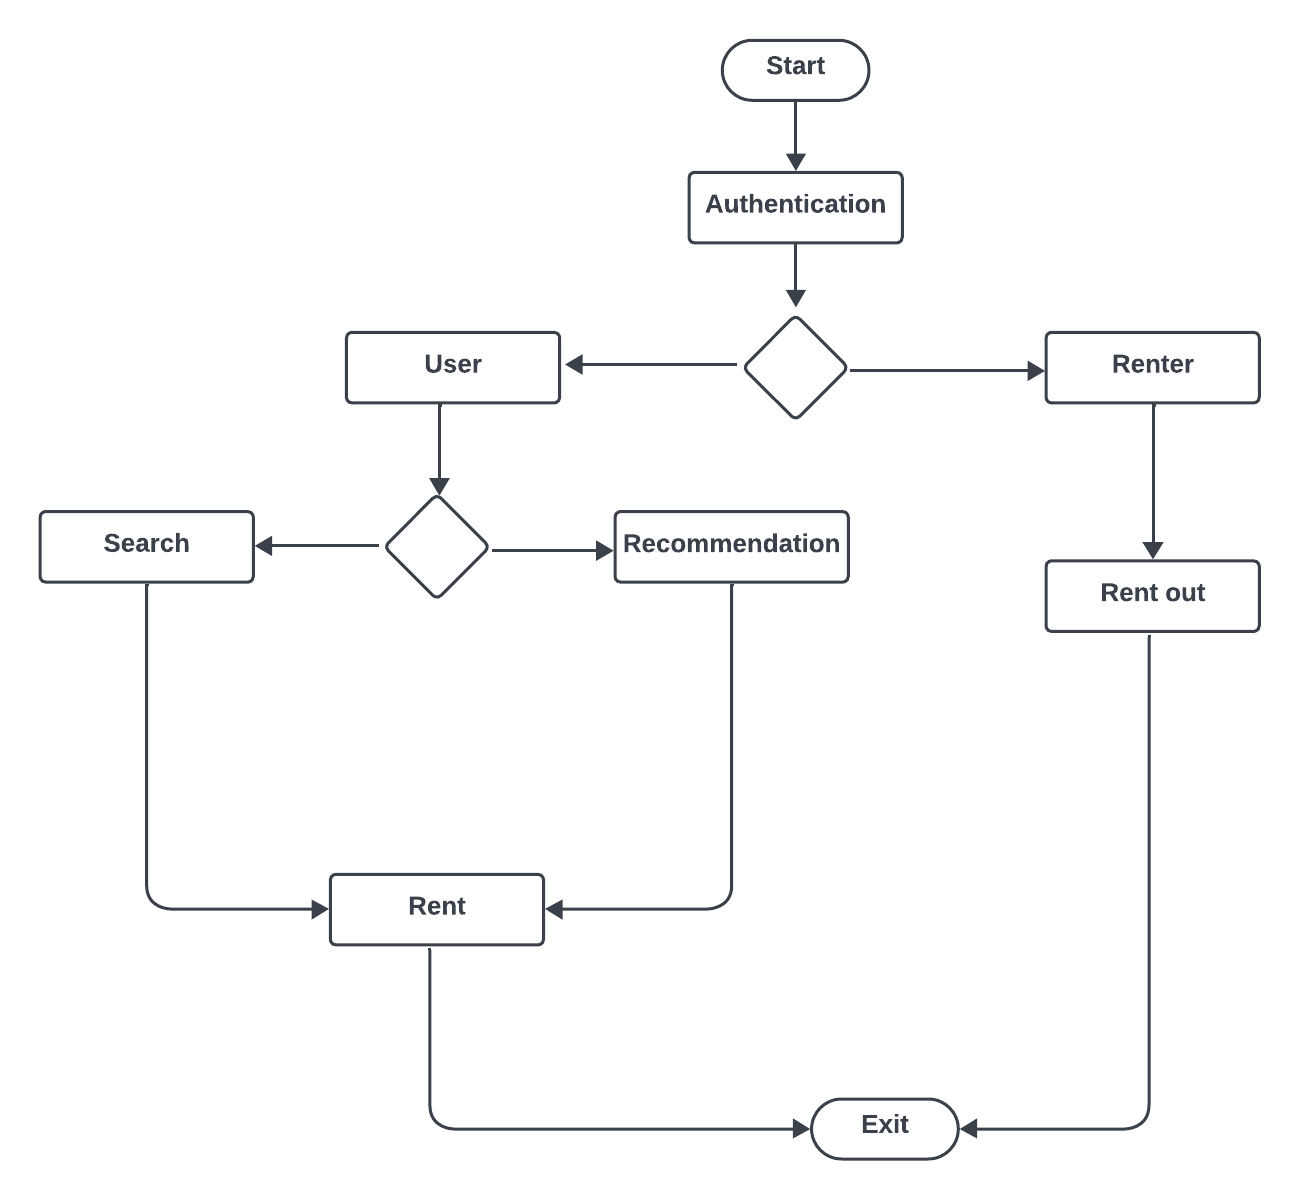 Start
Authentication
User
Renter
Search
Recommendation
Rent out
Rent
Exit